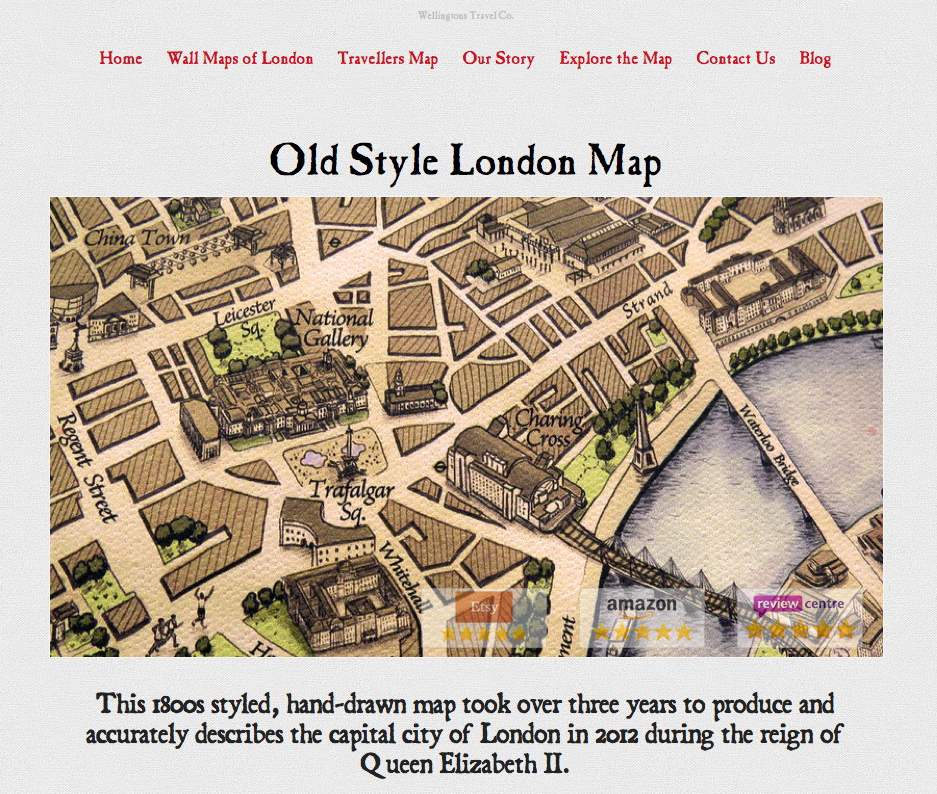 Wellingtons Travel Co.
Home Wall Maps of London Travellers Map Our Story Explore the Map Contact Us Blog
Old Style London Map
China Town
Leicester
Sq.
National
Gallery
Strand
Regent Street
Charing
Cross
Waterloo Bridge
Trafalgar
Sq.
Whitehall
Etsy
amazon
review centre
This 1800s styled, hand-drawn map took over three years to produce and
accurately describes the capital city of London in 2012 during the reign of
Queen Elizabeth II.